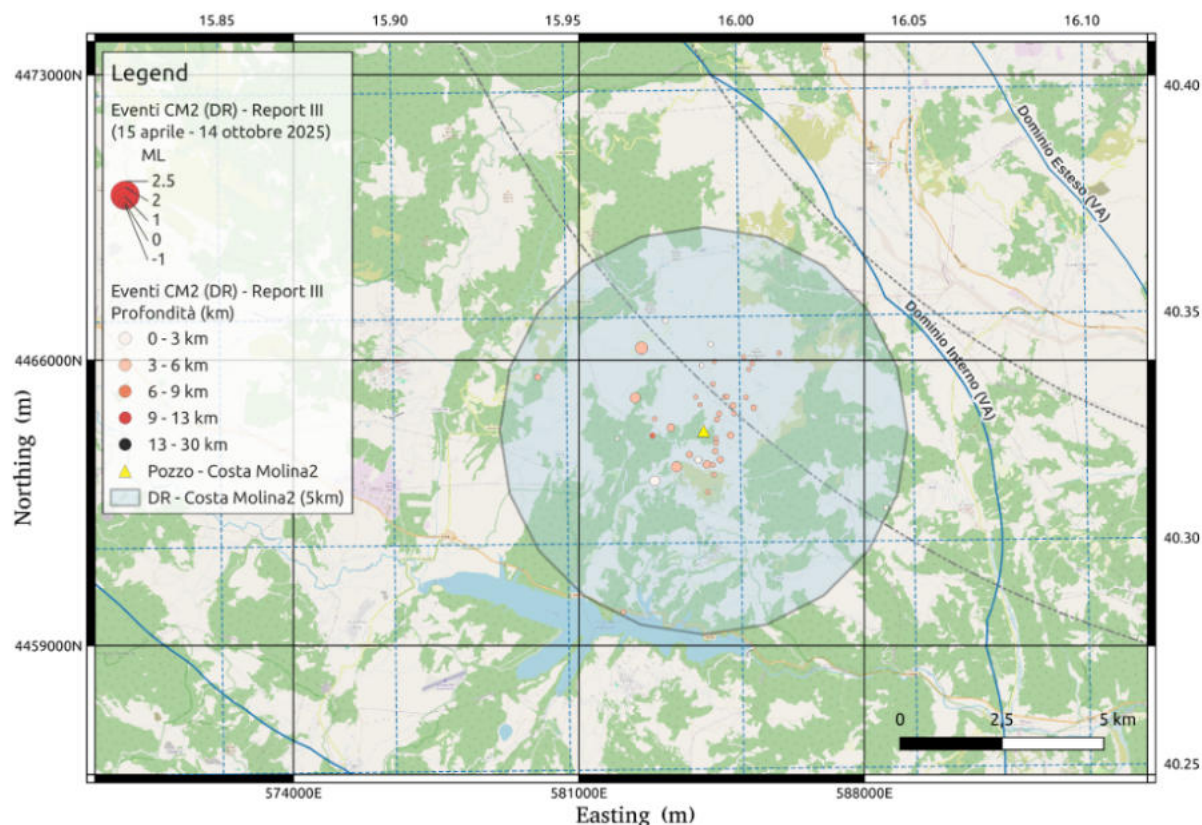 15.85 15.90 15.95 16.00 16.05 16.10
4473000N
4466000N
4459000N
Northing (m)
Legend
Eventi CM2 (DR) - Report III
(15 aprile - 14 ottobre 2025)
ML
2.5
2
1
0
-1
Eventi CM2 (DR) - Report III
Profondità (km)
0 - 3 km
3 - 6 km
6 - 9 km
9 - 13 km
13 - 30 km
Pozzo - Costa Molina2
DR - Costa Molina2 (5km)
Dominio Esteso (VA)
Dominio Interno (VA)
40.40
40.35
40.30
40.25
0 2,5 5 km
574000E 581000E 588000E
Easting (m)